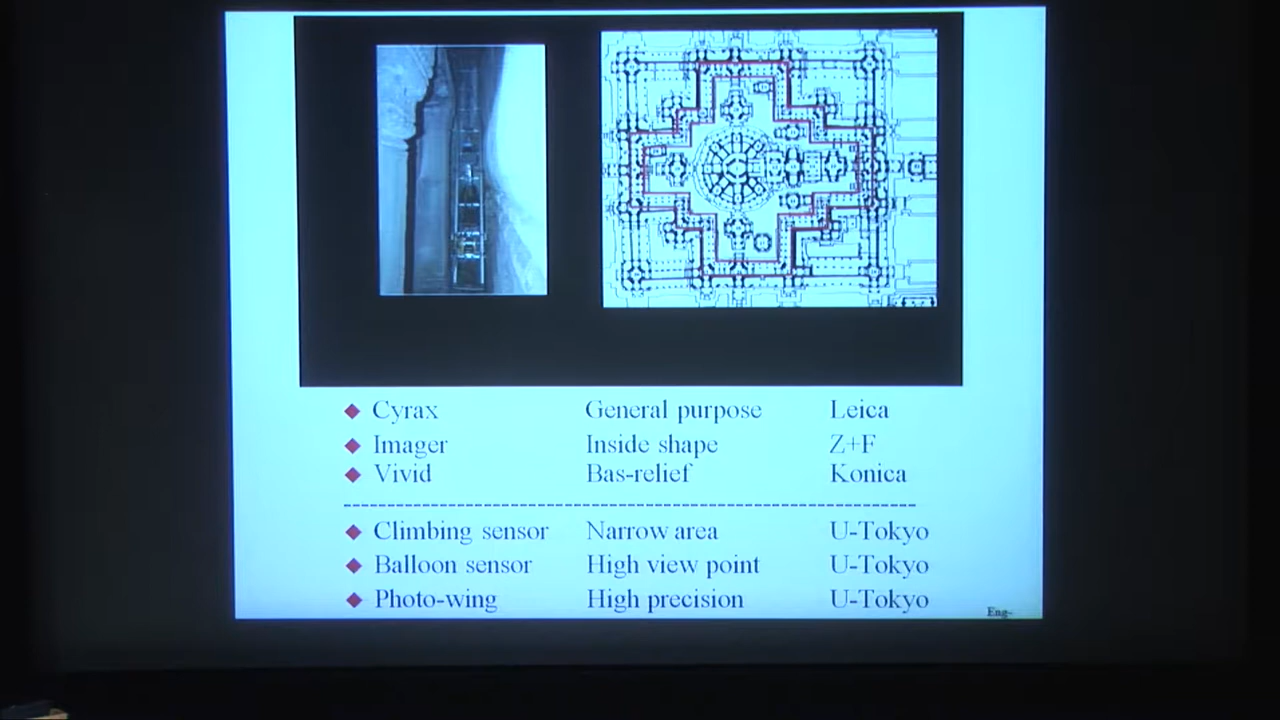 Cyrax General purpose Leica
Imager Inside shape Z+F
Vivid Bas-relief Konica
Climbing sensor Narrow area U-Tokyo
Balloon sensor High view point U-Tokyo
Photo-wing High precision U-Tokyo
Eng-